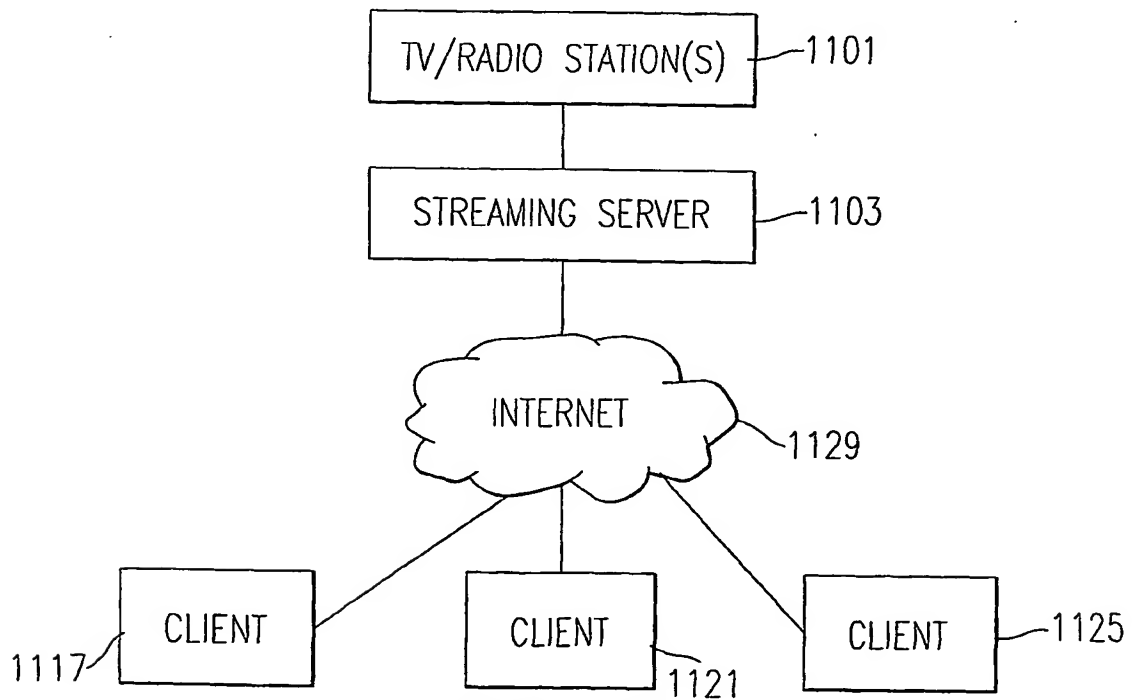 TV/RADIO STATION(S)
1101
STREAMING SERVER
1103
INTERNET
1129
CLIENT
CLIENT
CLIENT
1117
1121
1125